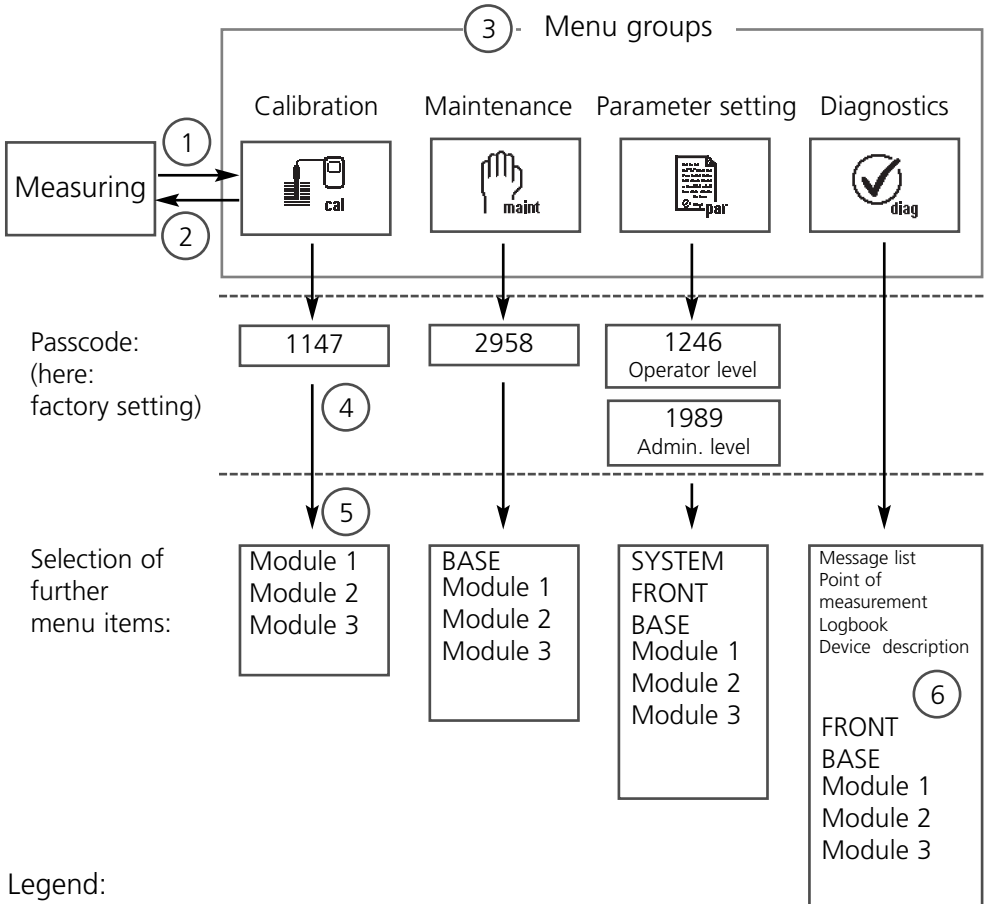 3 Menu groups
Calibration Maintenance Parameter setting Diagnostics
1
Measuring
cal maint par diag
2
Passcode:
(here:
factory setting)
1147 2958 1246
Operator level
4
1989
Admin. level
5
Selection of
further
menu items:
Module 1
Module 2
Module 3
BASE
Module 1
Module 2
Module 3
SYSTEM
FRONT
BASE
Module 1
Module 2
Module 3
Message list
Point of
measurement
Logbook
Device description
6
FRONT
BASE
Module 1
Module 2
Module 3
Legend: